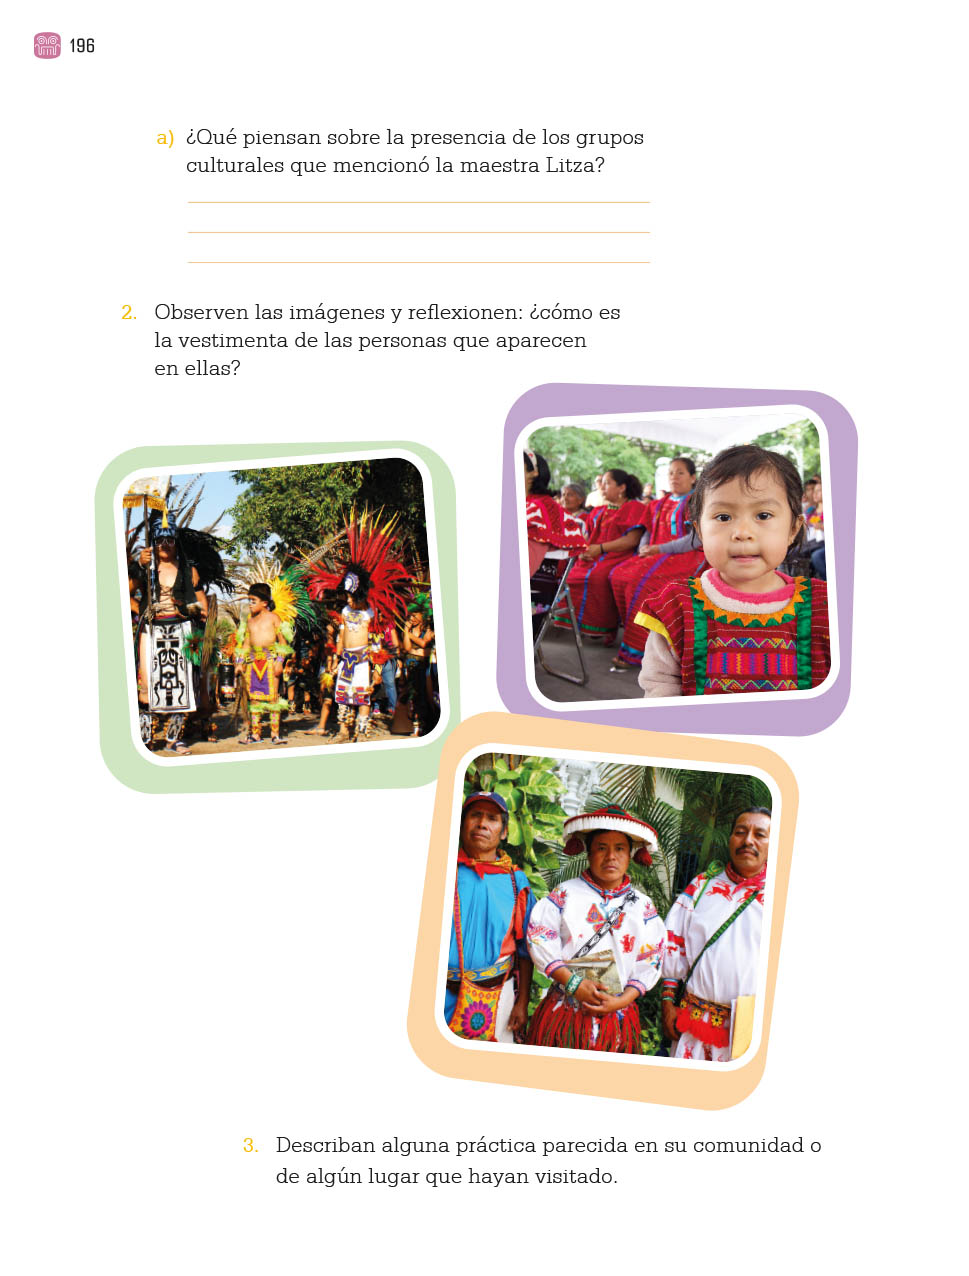 196
a) ¿Qué piensan sobre la presencia de los grupos
culturales que mencionó la maestra Litza?
2. Observen las imágenes y reflexionen: ¿cómo es
la vestimenta de las personas que aparecen
en ellas?
3. Describan alguna práctica parecida en su comunidad o
de algún lugar que hayan visitado.